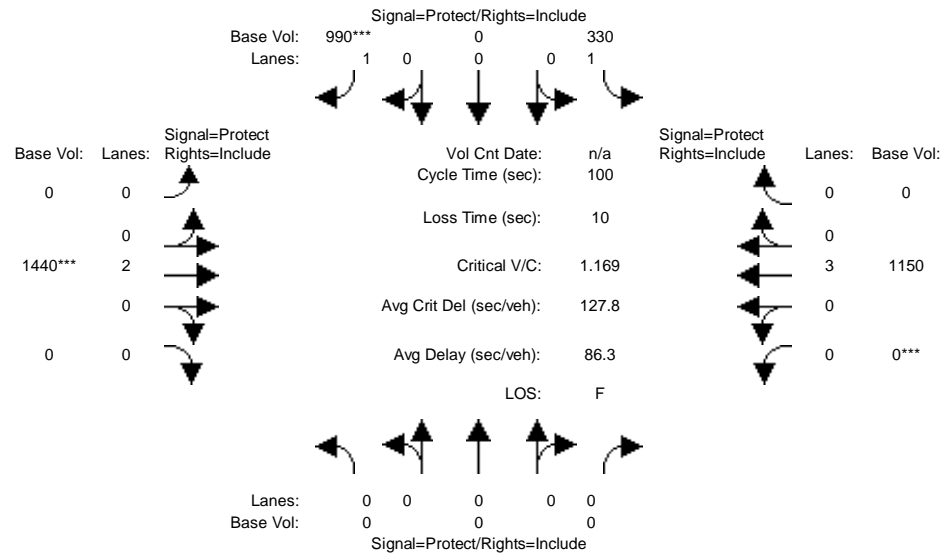 Signal=Protect/Rights=Include
Base Vol: 990*** 0 330
Lanes: 1 0 0 0 1
Signal=Protect
Base Vol: Lanes: Rights=Include
Vol Cnt Date: n/a
Signal=Protect
Rights=Include Lanes: Base Vol:
Cycle Time (sec): 100
0 0
0 0
Loss Time (sec): 10
0
0
1440*** 2
Critical V/C: 1.169
3 1150
0
Avg Crit Del (sec/veh): 127.8
0
0 0
Avg Delay (sec/veh): 86.3
0 0***
LOS: F
Lanes: 0 0 0 0 0
Base Vol: 0 0 0
Signal=Protect/Rights=Include